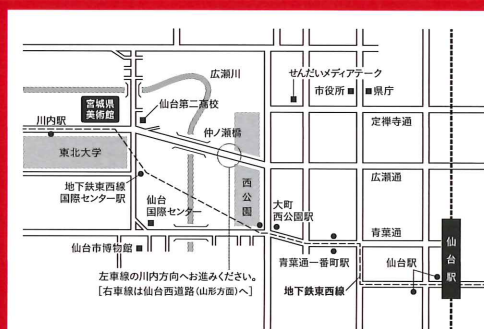 広瀬川
せんだいメディアテーク
市役所
県庁
宮城県
美術館
仙台第二高校
川内駅
仲ノ瀬橋
定禅寺通
東北大学
広瀬通
地下鉄東西線
国際センター駅
西公園
仙台
国際センター
大町
西公園駅
青葉通
仙台市博物館
青葉通一番町駅
仙台駅
仙台駅
左車線の川内方向へお進みください。
[右車線は仙台西道路(山形方面)へ]
地下鉄東西線